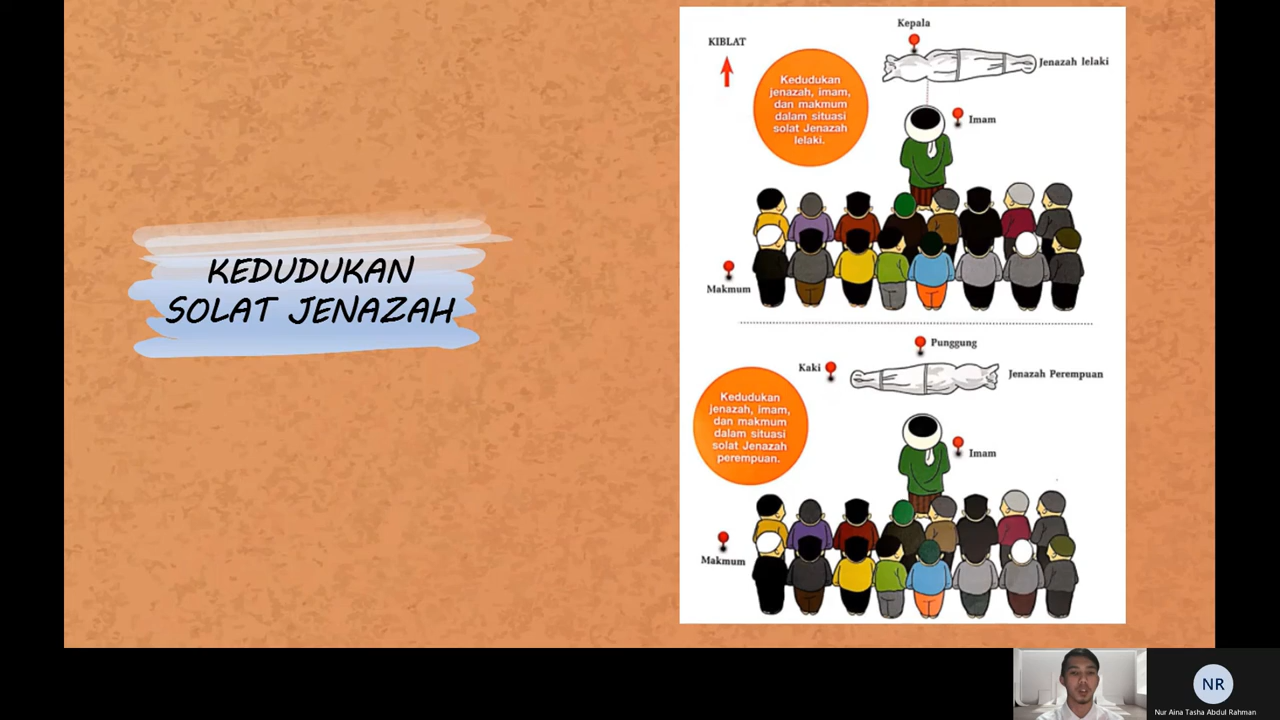 KEDUDUKAN
SOLAT JENAZAH
KIBLAT
Kepala
Jenazah lelaki
Kedudukan
jenazah, imam,
dan makmum
dalam situasi
solat Jenazah
lelaki.
Imam
Makmum
Punggung
Kaki
Jenazah Perempuan
Kedudukan
jenazah, imam,
dan makmum
dalam situasi
solat Jenazah
perempuan.
Imam
Makmum
NR
Nur Aina Tasha Abdul Rahman